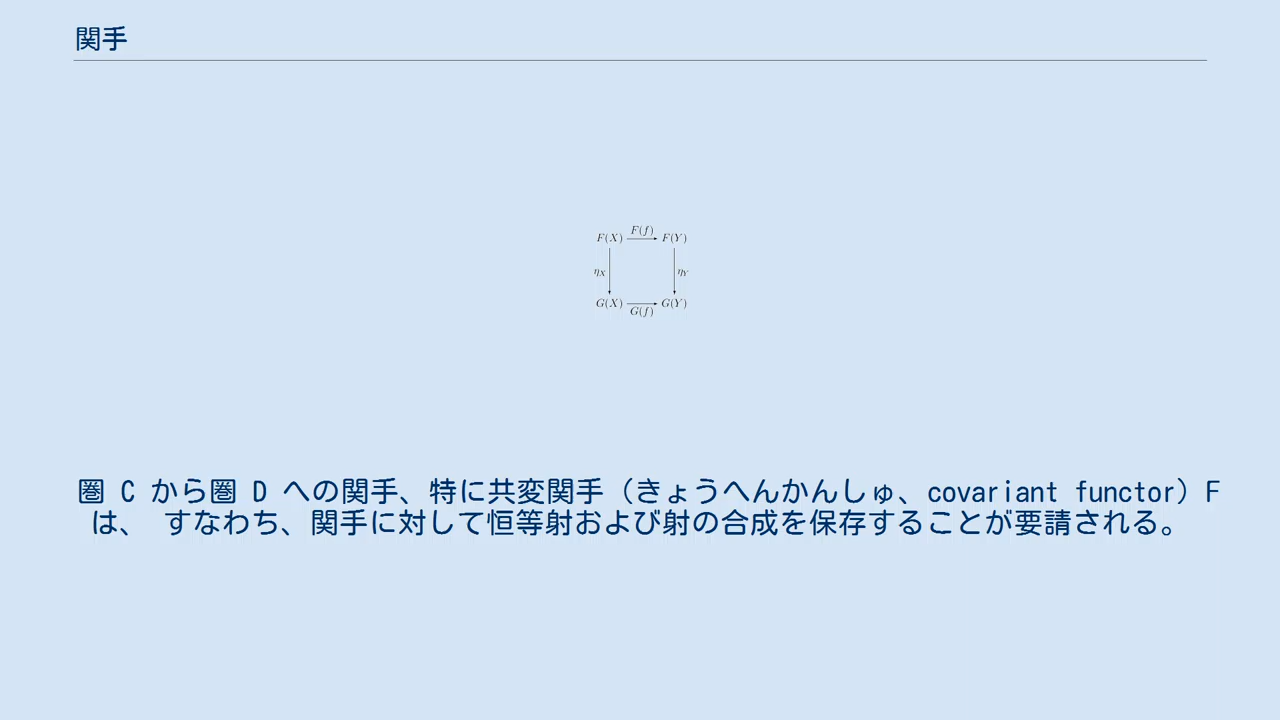 関手
F(f)
F(X) F(Y)
ηX ηY
G(X) G(Y)
G(f)
圏 C から圏 D への関手、特に共変関手（きょうへんかんしゅ、covariant functor）F
は、 すなわち、関手に対して恒等射および射の合成を保存することが要請される。